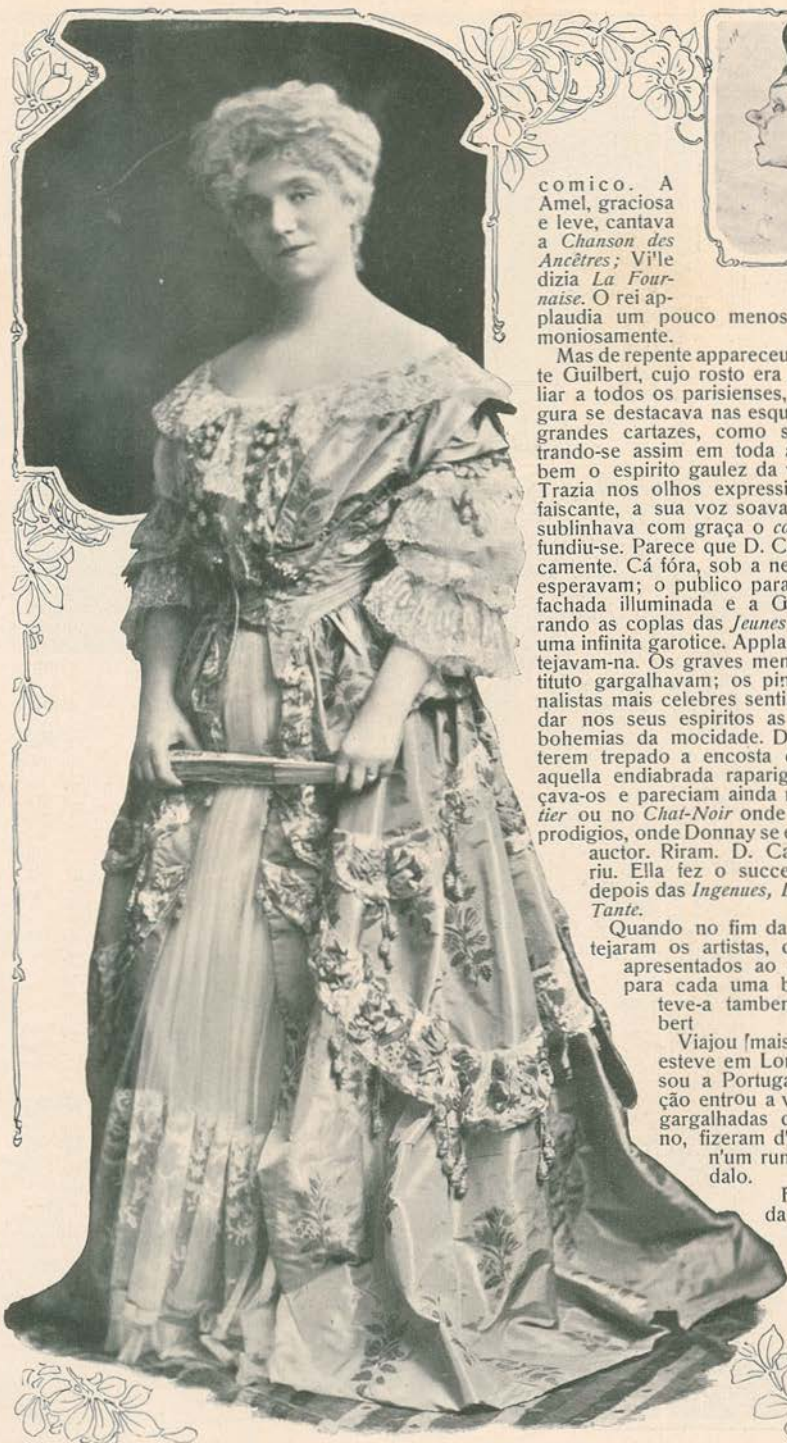 comico. A
Amel, graciosa
e leve, cantava
a Chanson des
Ancêtres; Vi'le
dizia La Four-
naise. O rei ap-
plaudia um pouco menos
moniosamente.
Mas de repente appareceu
te Guilbert, cujo rosto era
liar a todos os parisienses,
gura se destacava nas esqu
grandes cartazes, como s
trando-se assim em toda a
bem o espirito gaulez da
Trazia nos olhos expressi
faiscante, a sua voz soava
sublinhava com graça o co
fundiu-se. Parece que D. C
camente. Cá fóra, sob a ne
esperavam; o publico para
fachada illuminada e a G
rando as coplas das Jeunes
uma infinita garotice. Appla
tejavam-na. Os graves men
tituto gargalhavam; os pin
nalistas mais celebres senti
dar nos seus espiritos as
bohemias da mocidade. D
terem trepado a encosta
aquella endiabrada raparig
çava-os e pareciam ainda
tier ou no Chat-Noir onde
prodigios, onde Donnay se
auctor. Riram. D. Ca
riu. Ella fez o succe
depois das Ingenues,
Tante.
Quando no fim da
tejaram os artistas,
apresentados ao
para cada uma b
teve-a tamber
bert
Viajou [mais
esteve em Lor
sou a Portuga
ção entrou a
gargalhadas
no, fizeram d'
n'um run
dalo.
da